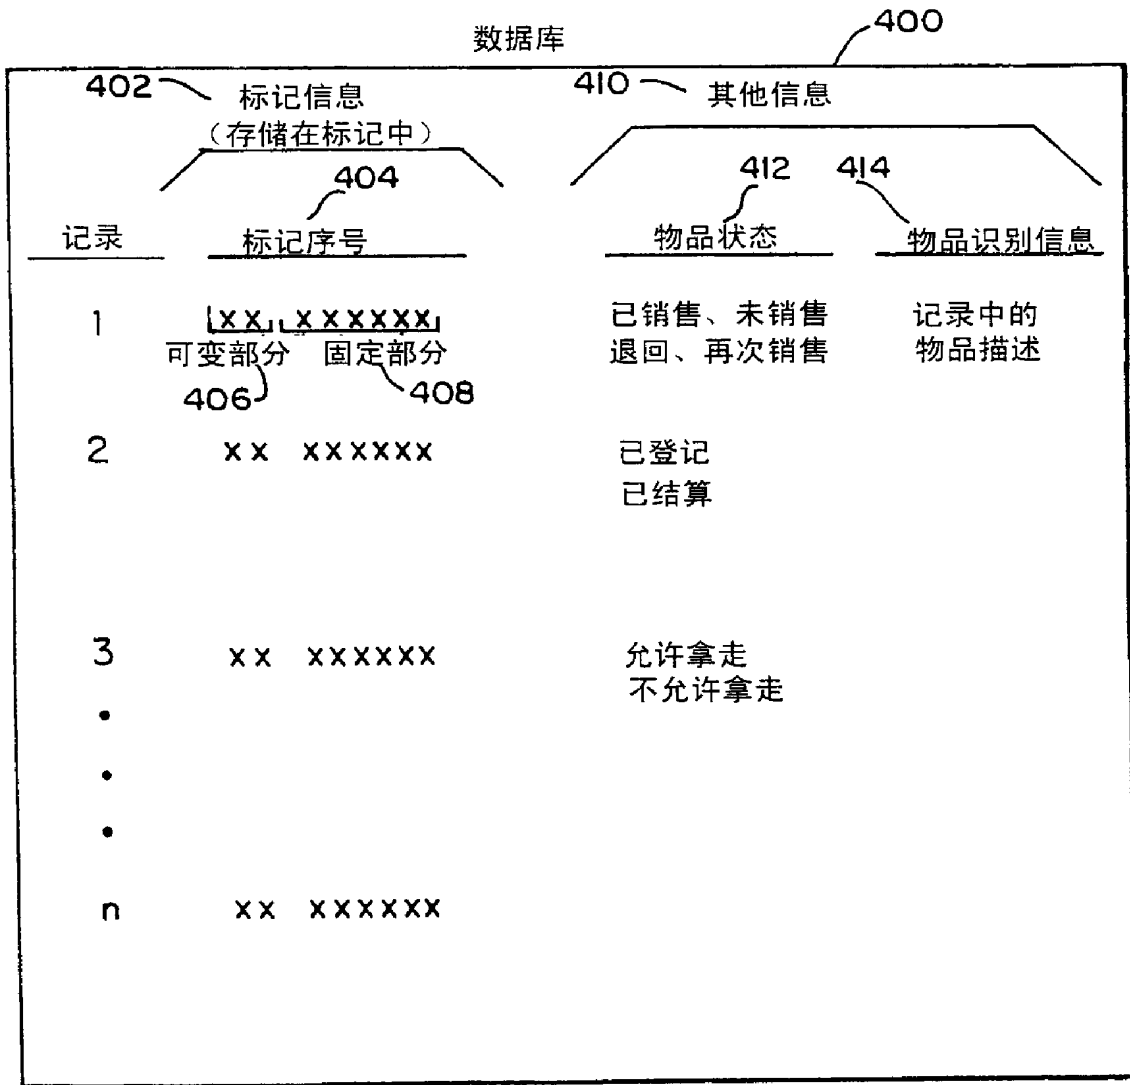 数据库
400
402
标记信息
(存储在标记中)
410
其他信息
404
412
414
记录
标记序号
物品状态
物品识别信息
1
xx xxxxxx
已销售、未销售
记录中的
可变部分
固定部分
退回、再次销售
物品描述
406
408
2
xx xxxxxx
已登记
已结算
3
xx xxxxxx
允许拿走
不允许拿走
n
xx xxxxxx